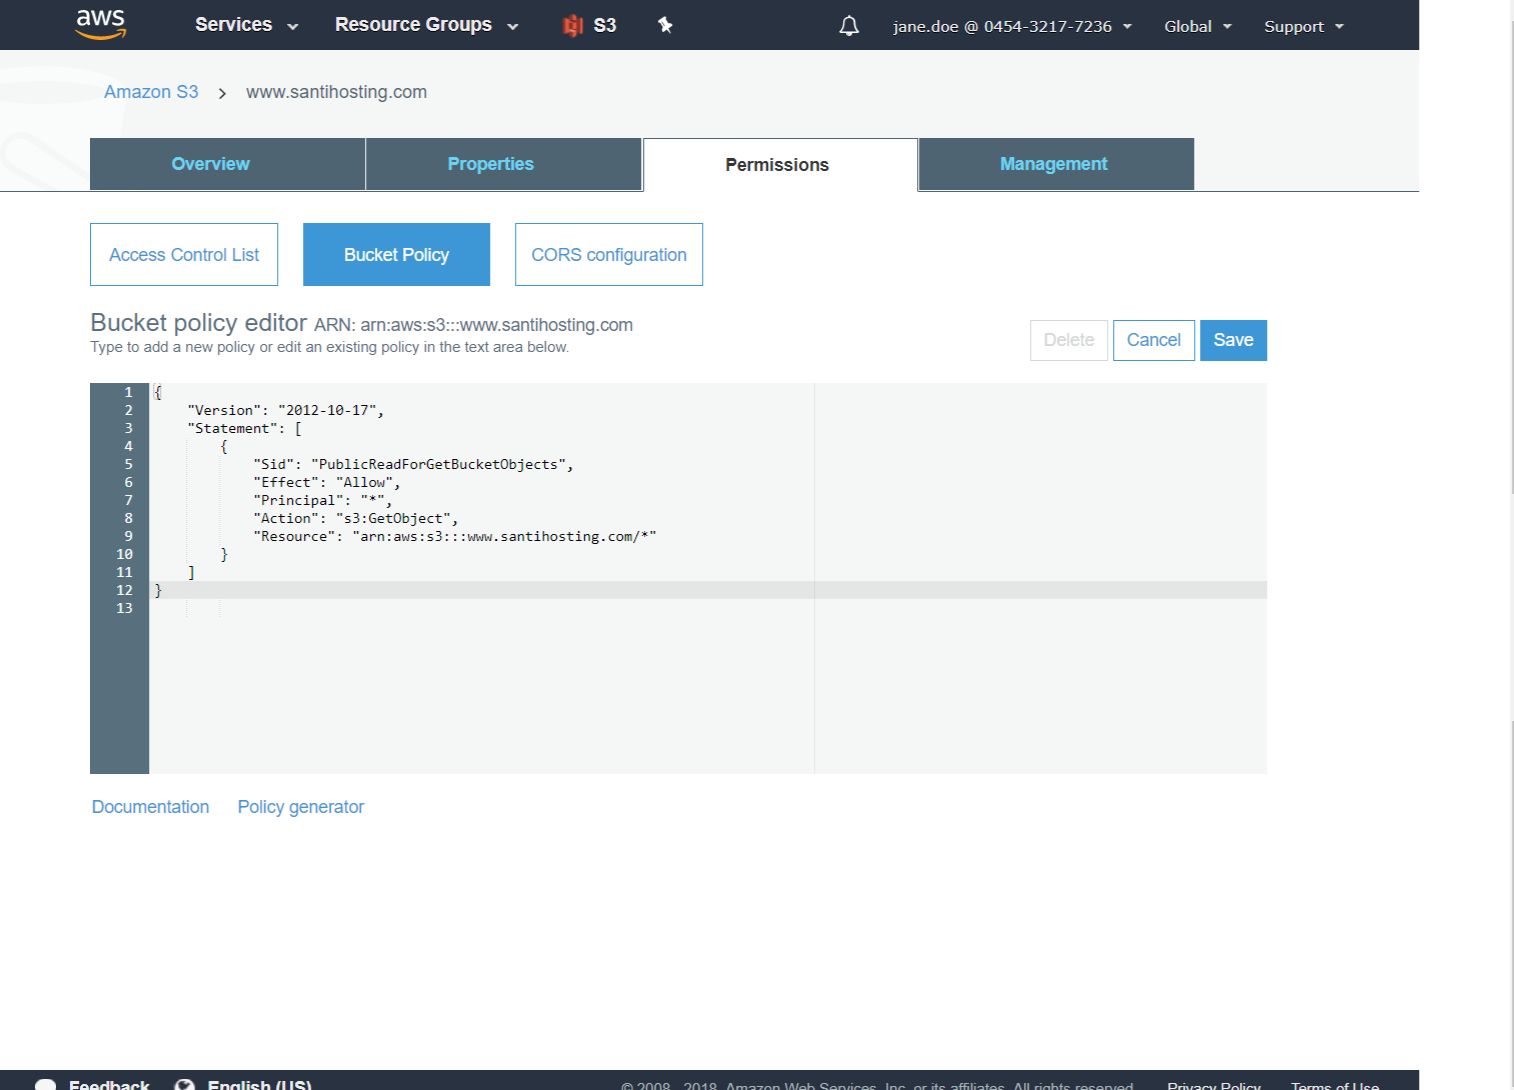 aws Services Resource Groups S3 jane.doe @ 0454-3217-7236 Global Support
Amazon S3 > www.santihosting.com
Overview Properties Permissions Management
Access Control List Bucket Policy CORS configuration
Bucket policy editor ARN: arn:aws:s3:::www.santihosting.com
Type to add a new policy or edit an existing policy in the text area below.
Delete Cancel Save
1 {
2 "Version": "2012-10-17",
3 "Statement": [
4 {
5 "Sid": "PublicReadForGetBucketObjects",
6 "Effect": "Allow",
7 "Principal": "*",
8 "Action": "s3:GetObject",
9 "Resource": "arn:aws:s3:::www.santihosting.com/*"
10 }
11 ]
12 }
13
Documentation Policy generator
Feedback English (US) © 2008 - 2018, Amazon Web Services, Inc. or its affiliates. All rights reserved. Privacy Policy Terms of Use